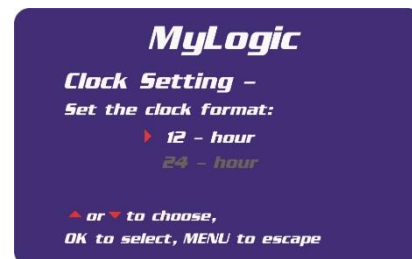 MyLogic
Clock Setting –
Set the clock format:
12 – hour
24 – hour
or to choose,
OK to select, MENU to escape